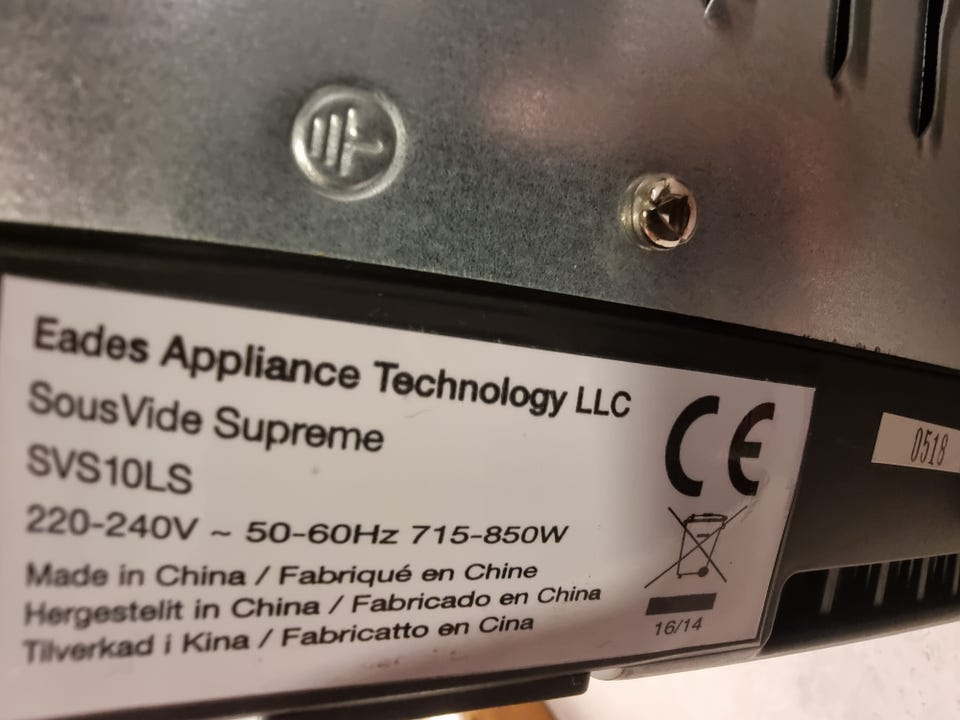 Eades Appliance Technology LLC
SousVide Supreme
SVS10LS
220-240V ~ 50-60Hz 715-850W
Made in China / Fabriqué en Chine
Hergestelit in China / Fabricado en China
Tilverkad i Kina / Fabricatto en Cina
CE
16/14
0518